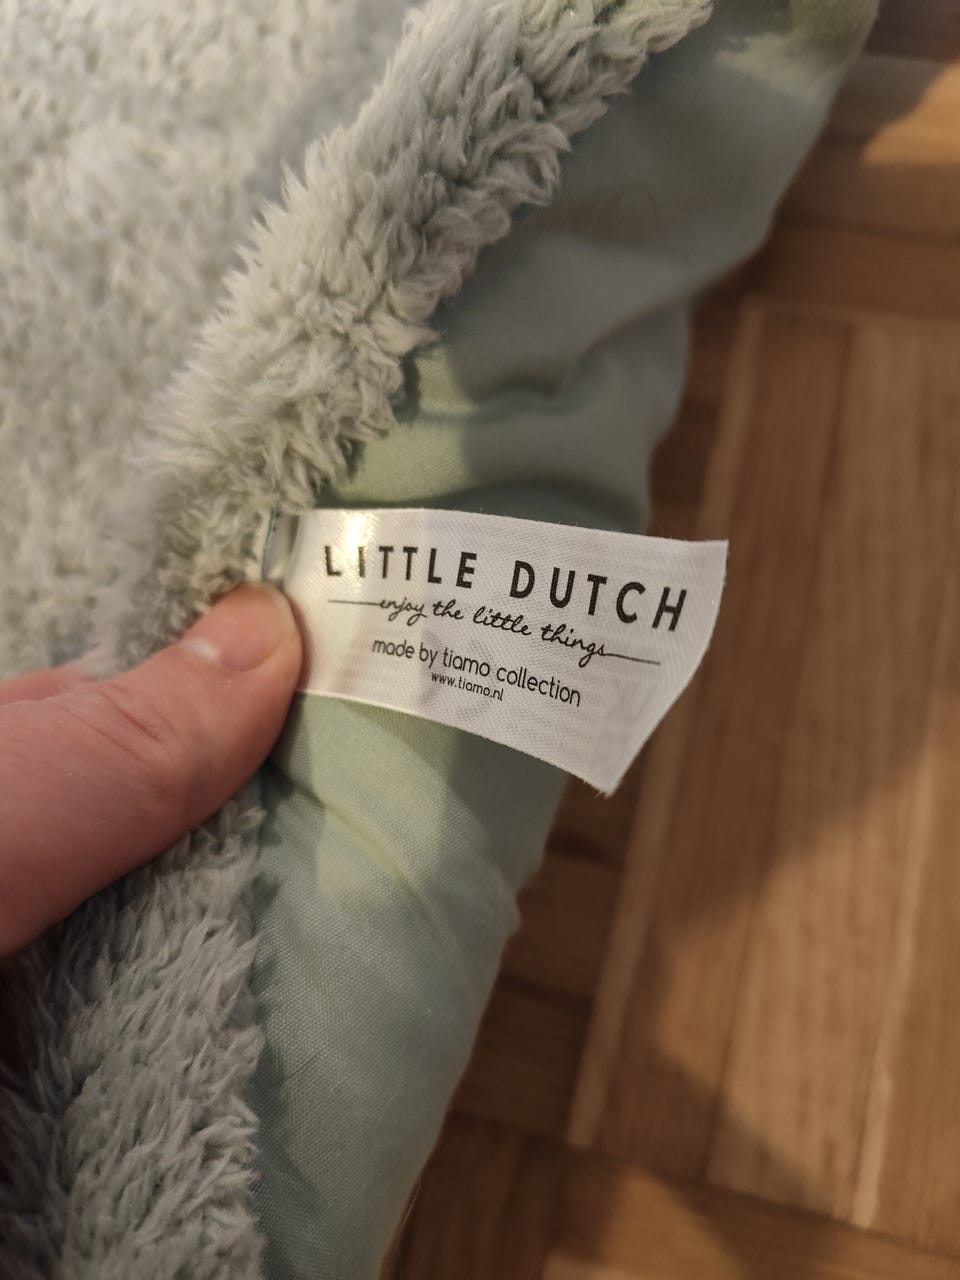 LITTLE DUTCH
enjoy the little things
made by tiamo collection
www.tiamo.nl